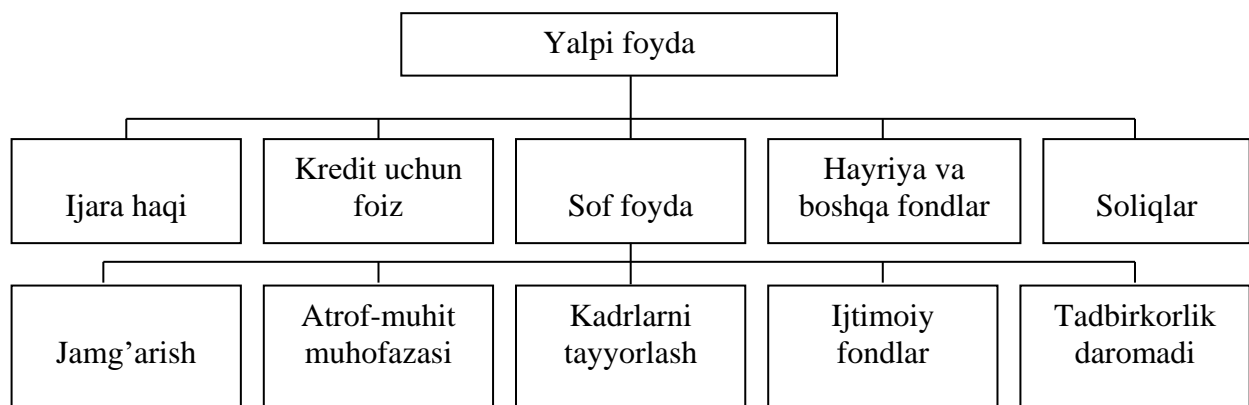 Yalpi foyda
Ijara haqi
Kredit uchun
foiz
Sof foyda
Hayriya va
boshqa fondlar
Soliqlar
Jamg’arish
Atrof-muhit
muhofazasi
Kadrlarni
tayyorlash
Ijtimoiy
fondlar
Tadbirkorlik
daromadi